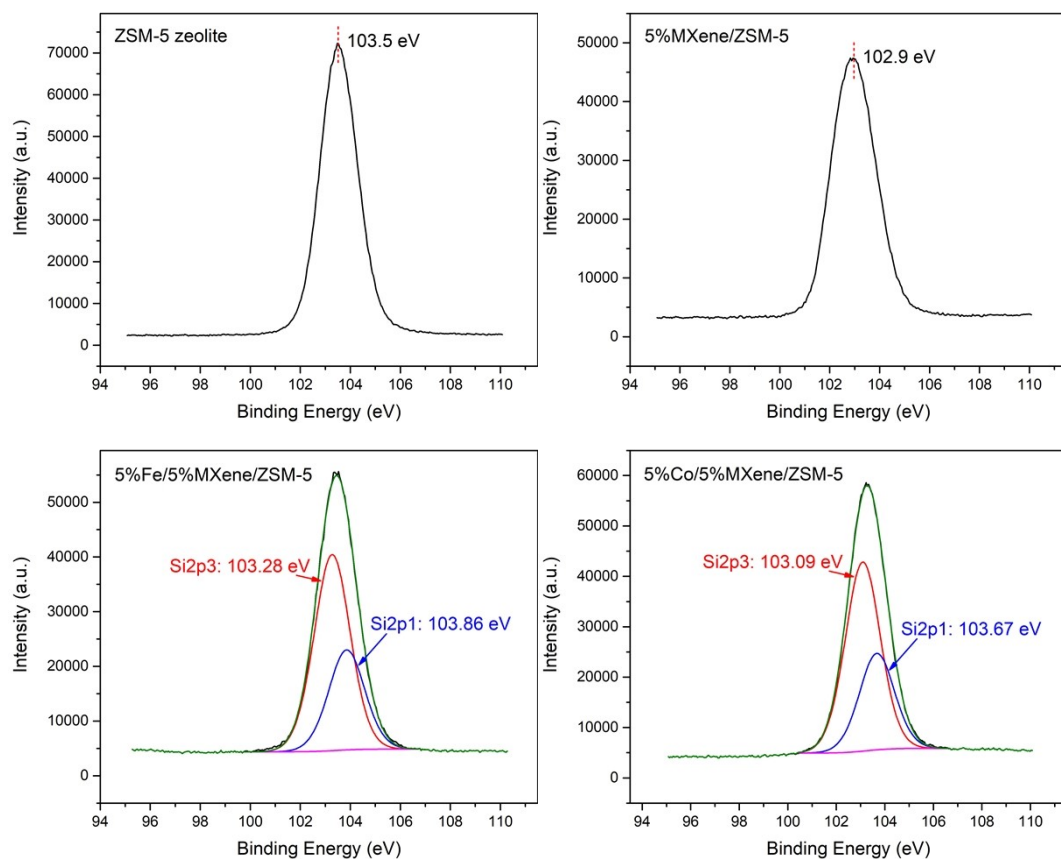 ZSM-5 zeolite
103.5 eV
70000
60000
50000
40000
30000
20000
10000
0
Intensity (a.u.)
94 96 98 100 102 104 106 108 110
Binding Energy (eV)
5%MXene/ZSM-5
102.9 eV
50000
40000
30000
20000
10000
0
Intensity (a.u.)
94 96 98 100 102 104 106 108 110
Binding Energy (eV)
5%Fe/5%MXene/ZSM-5
Si2p3: 103.28 eV
Si2p1: 103.86 eV
50000
40000
30000
20000
10000
0
Intensity (a.u.)
94 96 98 100 102 104 106 108 110
Binding Energy (eV)
5%Co/5%MXene/ZSM-5
Si2p3: 103.09 eV
Si2p1: 103.67 eV
60000
50000
40000
30000
20000
10000
0
Intensity (a.u.)
94 96 98 100 102 104 106 108 110
Binding Energy (eV)